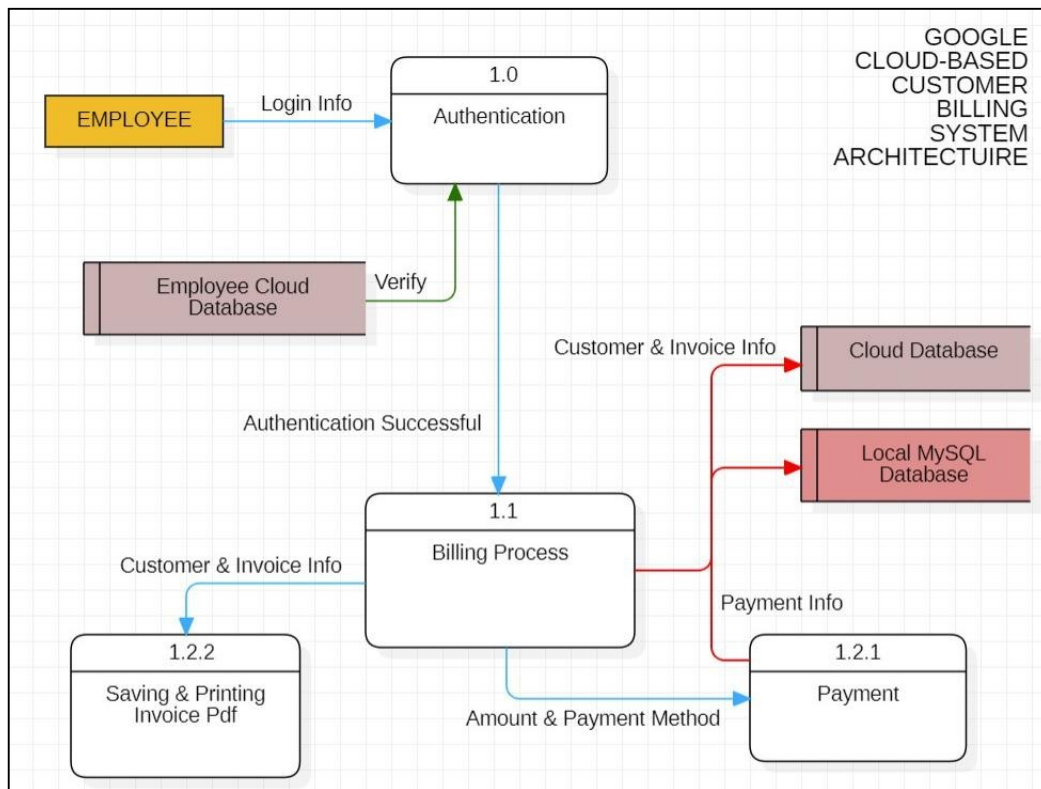 GOOGLE
CLOUD-BASED
CUSTOMER
BILLING
SYSTEM
ARCHITECTUIRE
1.0
Authentication
EMPLOYEE
Login Info
Employee Cloud
Database
Verify
Customer & Invoice Info
Cloud Database
Authentication Successful
Local MySQL
Database
1.1
Billing Process
Customer & Invoice Info
Payment Info
1.2.2
Saving & Printing
Invoice Pdf
1.2.1
Payment
Amount & Payment Method